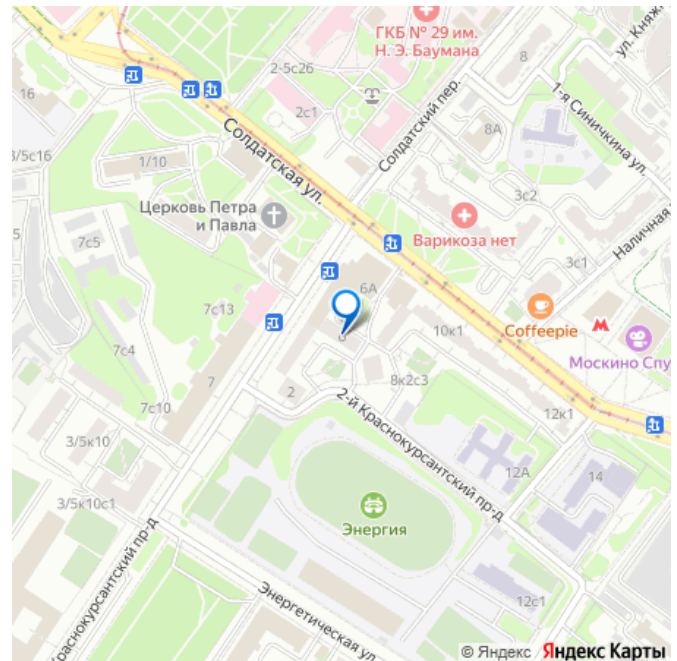 ГКБ № 29 им.
Н. Э. Баумана
ул. Княж
2-5с26
8
16
2с1
Солдатский пер.
1-я Синичкина ул.
8А
Солдатская ул.
3/5с16
1/10
3с2
Церковь Петра
и Павла
Варикоза нет
Наличная
7с5
3с1
6А
7с13
Coffeepie
М
10к1
Москино Спу
7с4
7
8к2с3
2
2-й Краснокурсантский пр-д
7с10
12к1
3/5к10
12А
14
3/5к10с1
Энергия
Краснокурсантский пр-д
Энергетическая ул.
12с1
© Яндекс Яндекс Карты